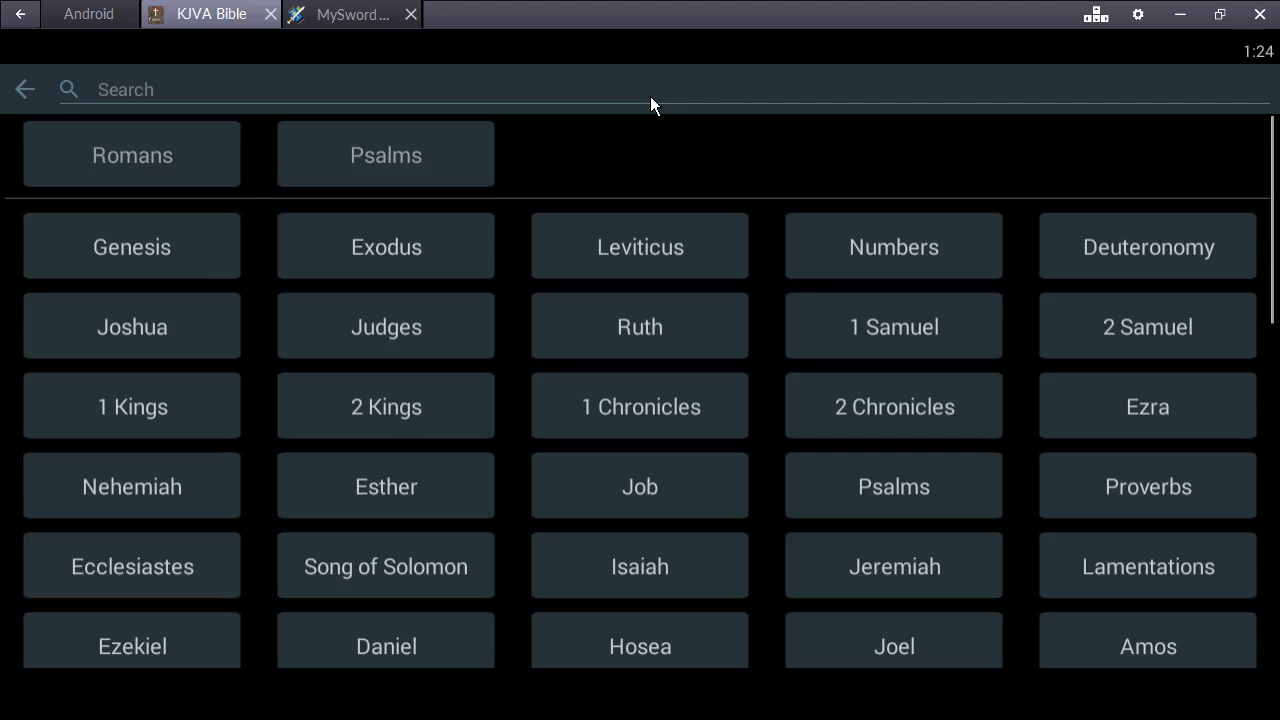 Android KJVA Bible MySword ...
1:24
Search
Romans Psalms
Genesis Exodus Leviticus Numbers Deuteronomy
Joshua Judges Ruth 1 Samuel 2 Samuel
1 Kings 2 Kings 1 Chronicles 2 Chronicles Ezra
Nehemiah Esther Job Psalms Proverbs
Ecclesiastes Song of Solomon Isaiah Jeremiah Lamentations
Ezekiel Daniel Hosea Joel Amos